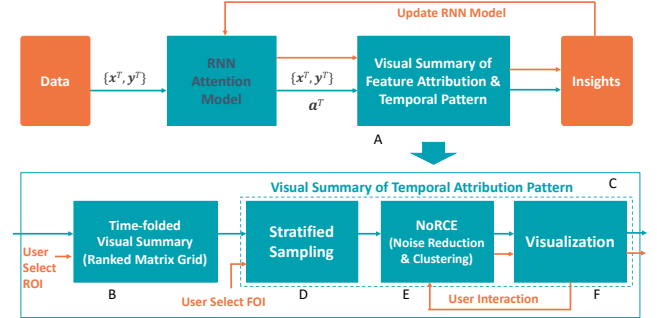 Update RNN Model
Data
{x^T, y^T}
RNN
Attention
Model
{x^T, y^T}
a^T
Visual Summary of
Feature Attribution &
Temporal Pattern
Insights
A
Visual Summary of Temporal Attribution Pattern
C
Time-folded
Visual Summary
(Ranked Matrix Grid)
Stratified
Sampling
NoRCE
(Noise Reduction
& Clustering)
Visualization
User
Select
ROI
B
User Select FOI
D
E
User Interaction
F